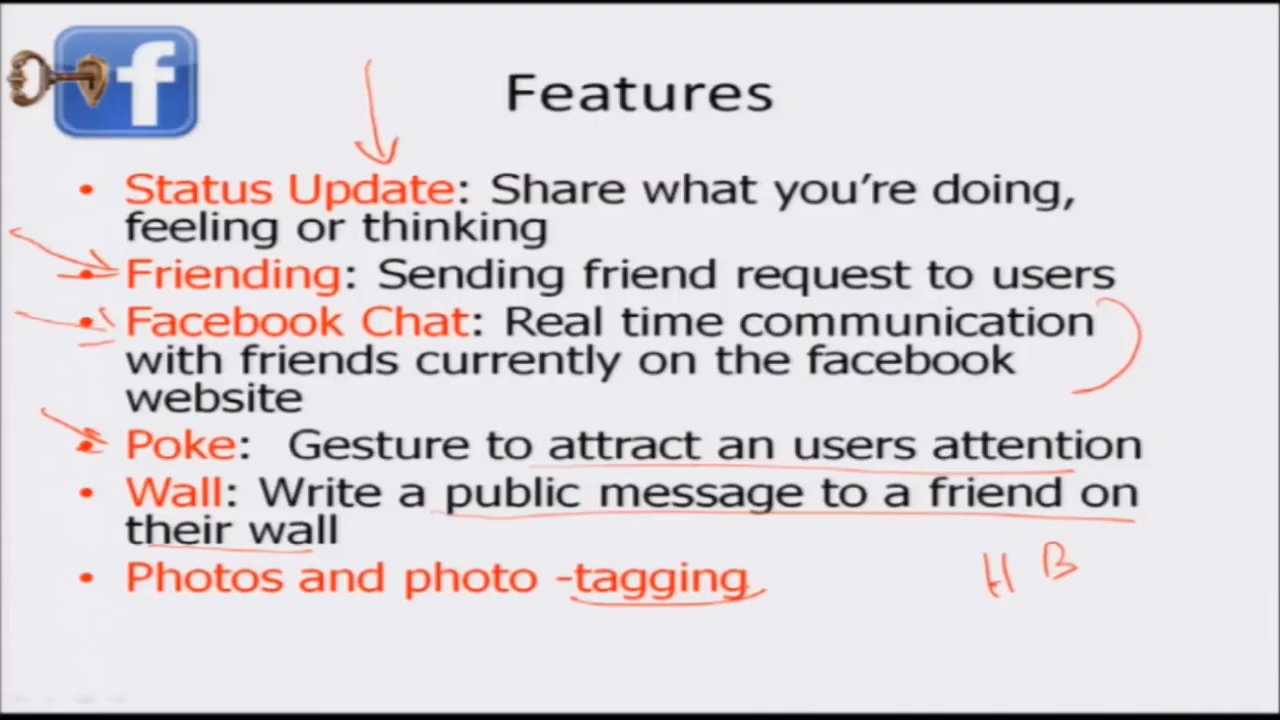 f
Features
• Status Update: Share what you're doing,
feeling or thinking
• Friending: Sending friend request to users
• Facebook Chat: Real time communication
with friends currently on the facebook
website
• Poke: Gesture to attract an users attention
• Wall: Write a public message to a friend on
their wall
H B
• Photos and photo -tagging